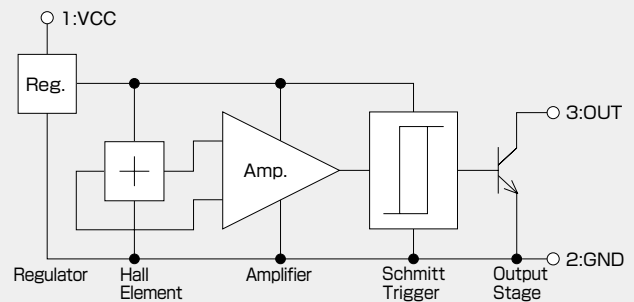 1:VCC
Reg.
3:OUT
Amp.
2:GND
Regulator
Hall
Element
Amplifier
Schmitt
Trigger
Output
Stage